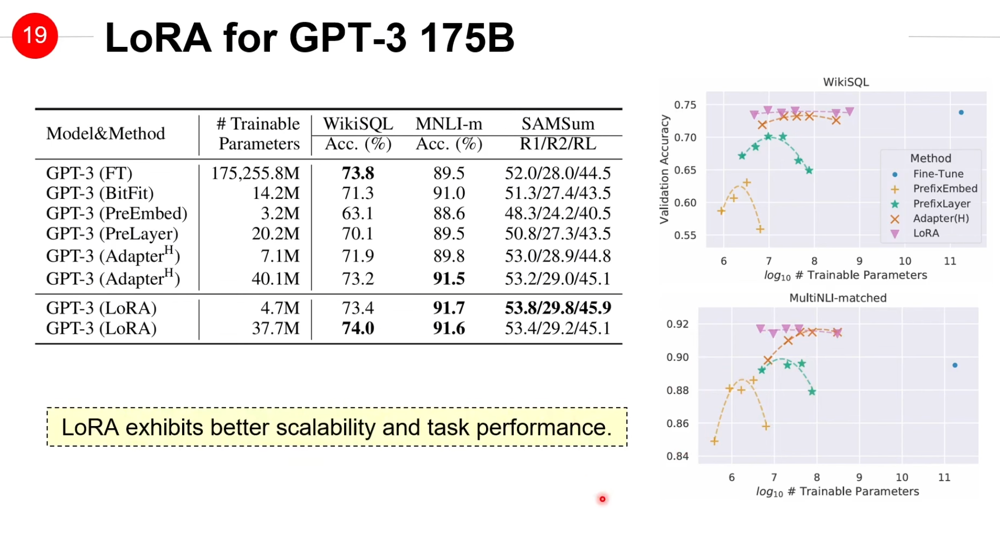 19
LoRA for GPT-3 175B
Model&Method # Trainable Parameters WikiSQL MNLI-m SAMSum
Acc. (%) Acc. (%) R1/R2/RL
GPT-3 (FT) 175,255.8M 73.8 89.5 52.0/28.0/44.5
GPT-3 (BitFit) 14.2M 71.3 91.0 51.3/27.4/43.5
GPT-3 (PreEmbed) 3.2M 63.1 88.6 48.3/24.2/40.5
GPT-3 (PreLayer) 20.2M 70.1 89.5 50.8/27.3/43.5
GPT-3 (Adapter^H) 7.1M 71.9 89.8 53.0/28.9/44.8
GPT-3 (Adapter^H) 40.1M 73.2 91.5 53.2/29.0/45.1
GPT-3 (LoRA) 4.7M 73.4 91.7 53.8/29.8/45.9
GPT-3 (LoRA) 37.7M 74.0 91.6 53.4/29.2/45.1
LoRA exhibits better scalability and task performance.
WikiSQL
Validation Accuracy
0.75
0.70
0.65
0.60
0.55
Method
Fine-Tune
PrefixEmbed
PrefixLayer
Adapter(H)
LoRA
6 7 8 9 10 11
log₁₀ # Trainable Parameters
MultiNLI-matched
0.92
0.90
0.88
0.86
0.84
6 7 8 9 10 11
log₁₀ # Trainable Parameters